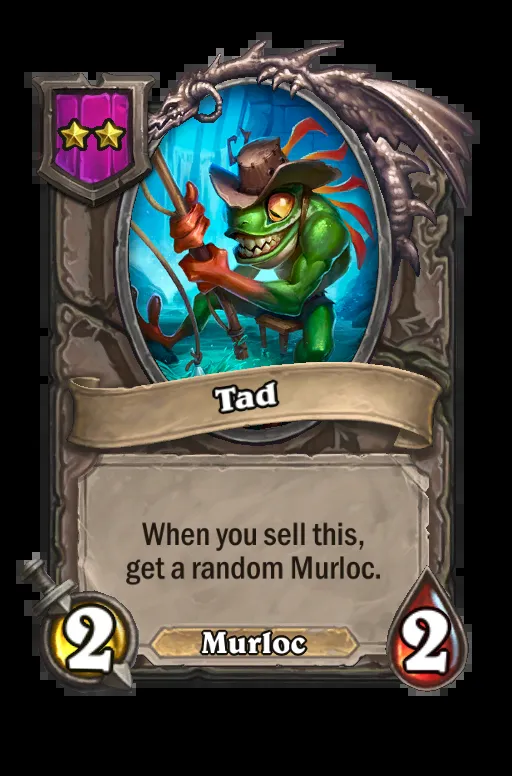 Tad
When you sell this,
get a random Murloc.
2
Murloc
2